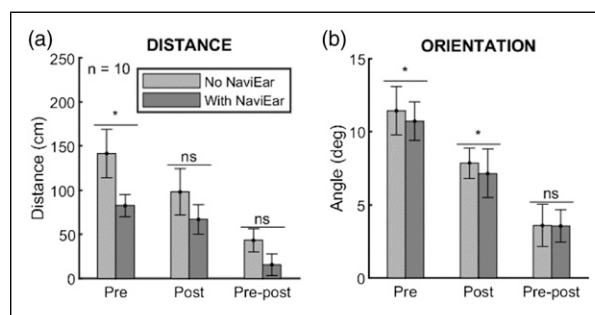 (a)
DISTANCE
n = 10
No NaviEar
With NaviEar
Distance (cm)
250
200
150
100
50
0
*
ns
ns
Pre
Post
Pre-post
(b)
ORIENTATION
Angle (deg)
15
10
5
0
*
*
ns
Pre
Post
Pre-post